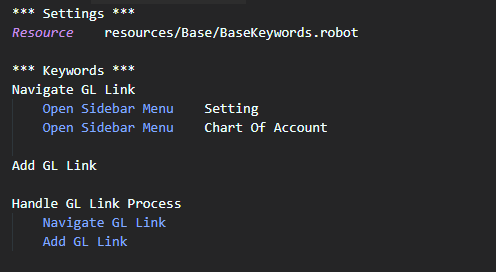 *** Settings ***
Resource    resources/Base/BaseKeywords.robot
*** Keywords ***
Navigate GL Link
    Open Sidebar Menu    Setting
    Open Sidebar Menu    Chart Of Account
Add GL Link
Handle GL Link Process
    Navigate GL Link
    Add GL Link